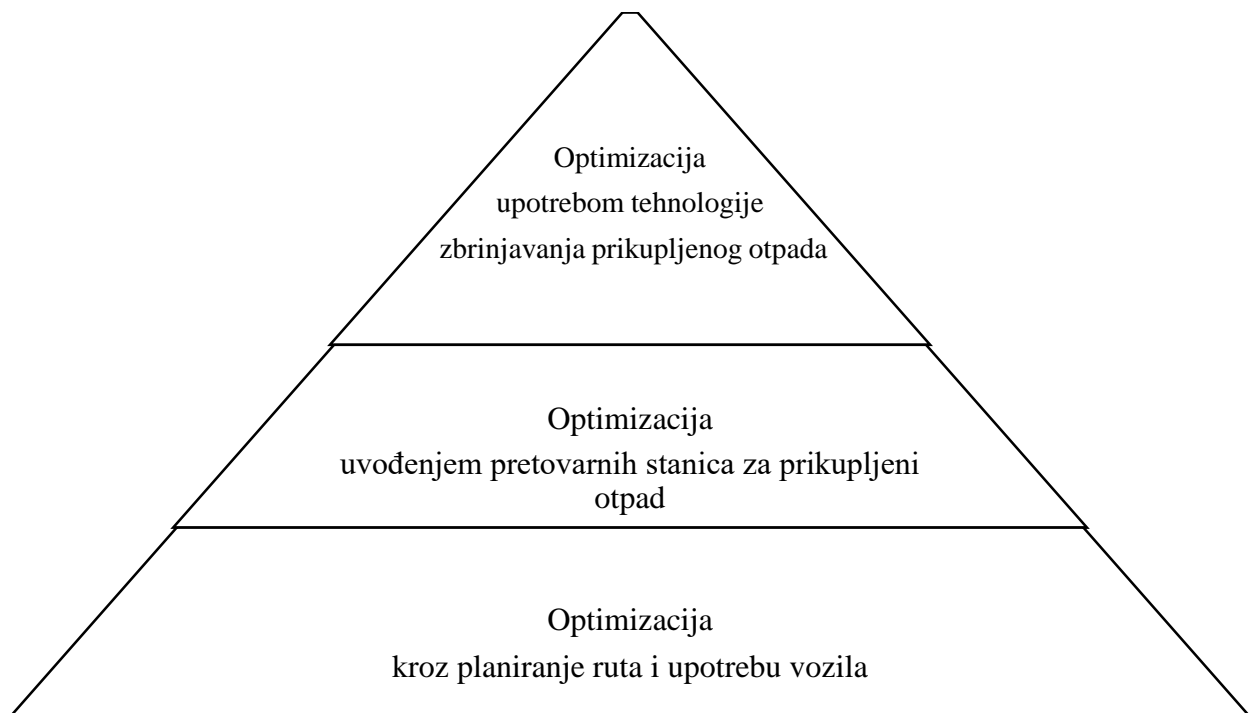 Optimizacija
upotrebom tehnologije
zbrinjavanja prikupljenog otpada
Optimizacija
uvođenjem pretovarnih stanica za prikupljeni
otpad
Optimizacija
kroz planiranje ruta i upotrebu vozila